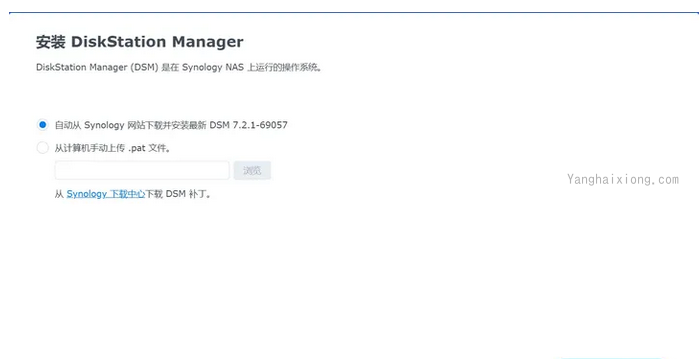 安装 DiskStation Manager
DiskStation Manager (DSM) 是在 Synology NAS 上运行的操作系统。
自动从 Synology 网站下载并安装最新 DSM 7.2.1-69057
从计算机手动上传 .pat 文件。
浏览
Yanghaixiong.com
从 Synology 下载中心下载 DSM 补丁。